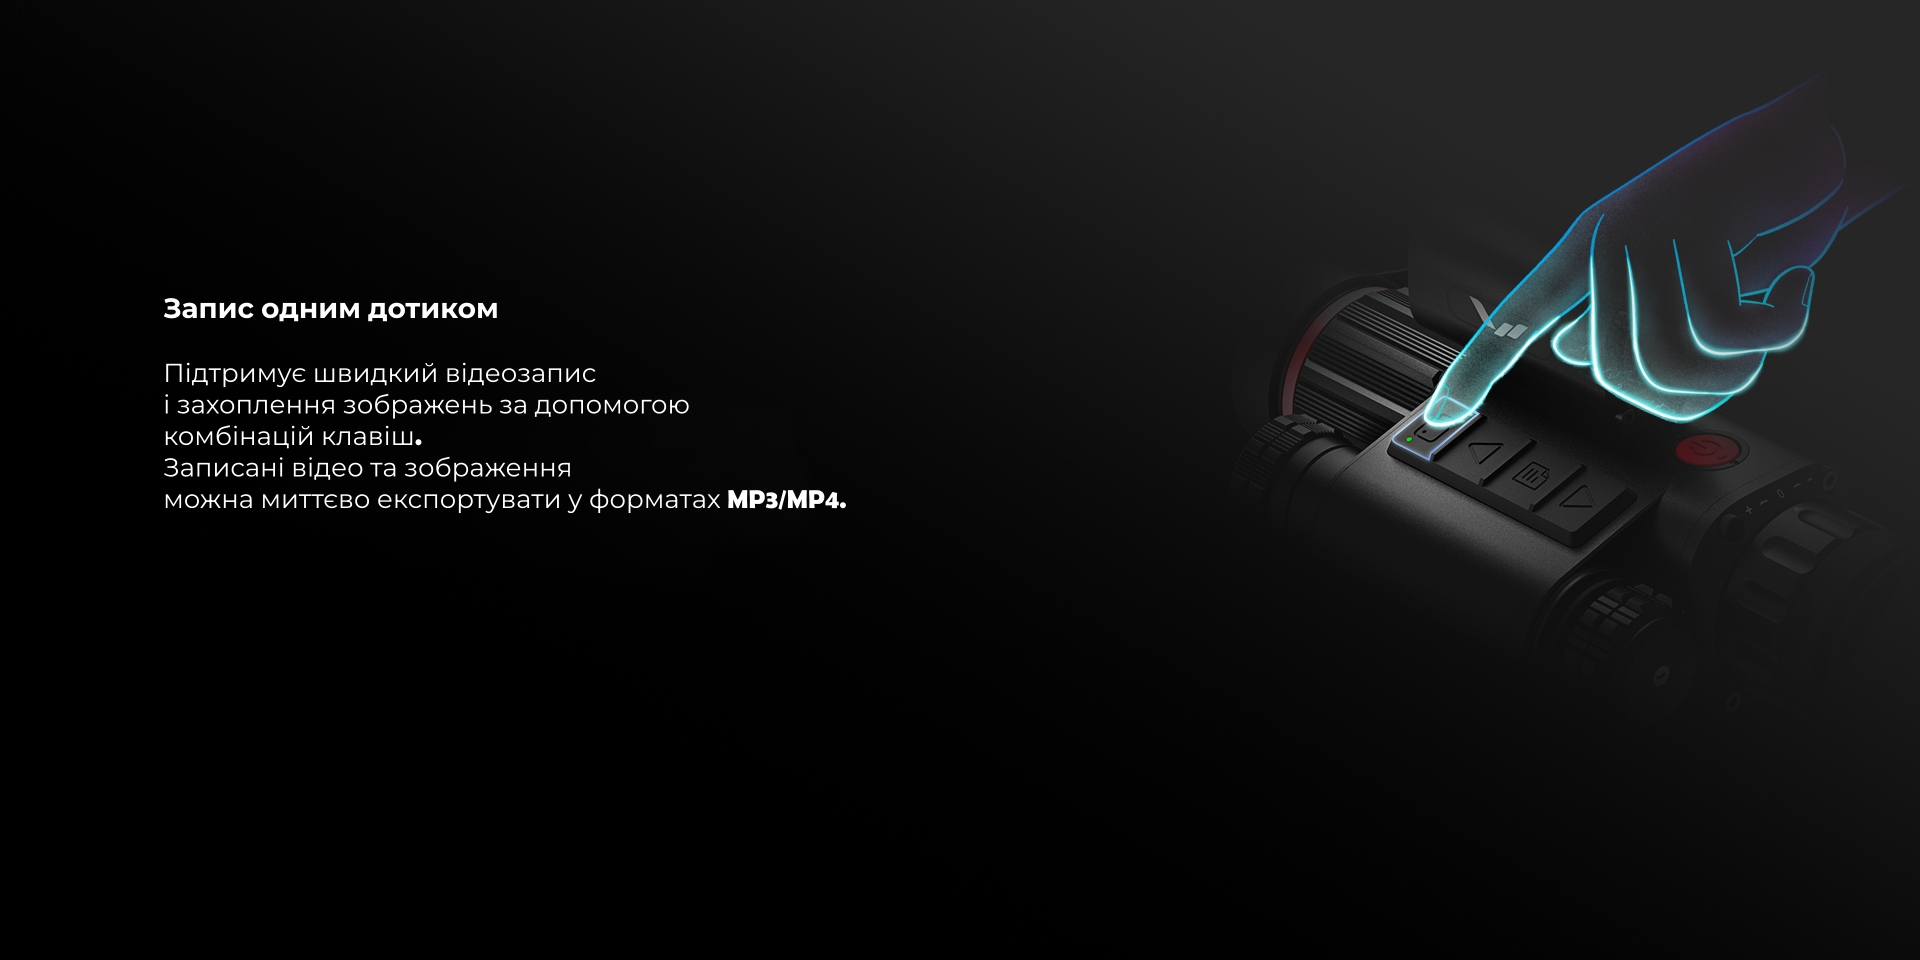 Запис одним дотиком
Підтримує швидкий відеозапис
і захоплення зображень за допомогою
комбінацій клавіш.
Записані відео та зображення
можна миттєво експортувати у форматах MP3/MP4.